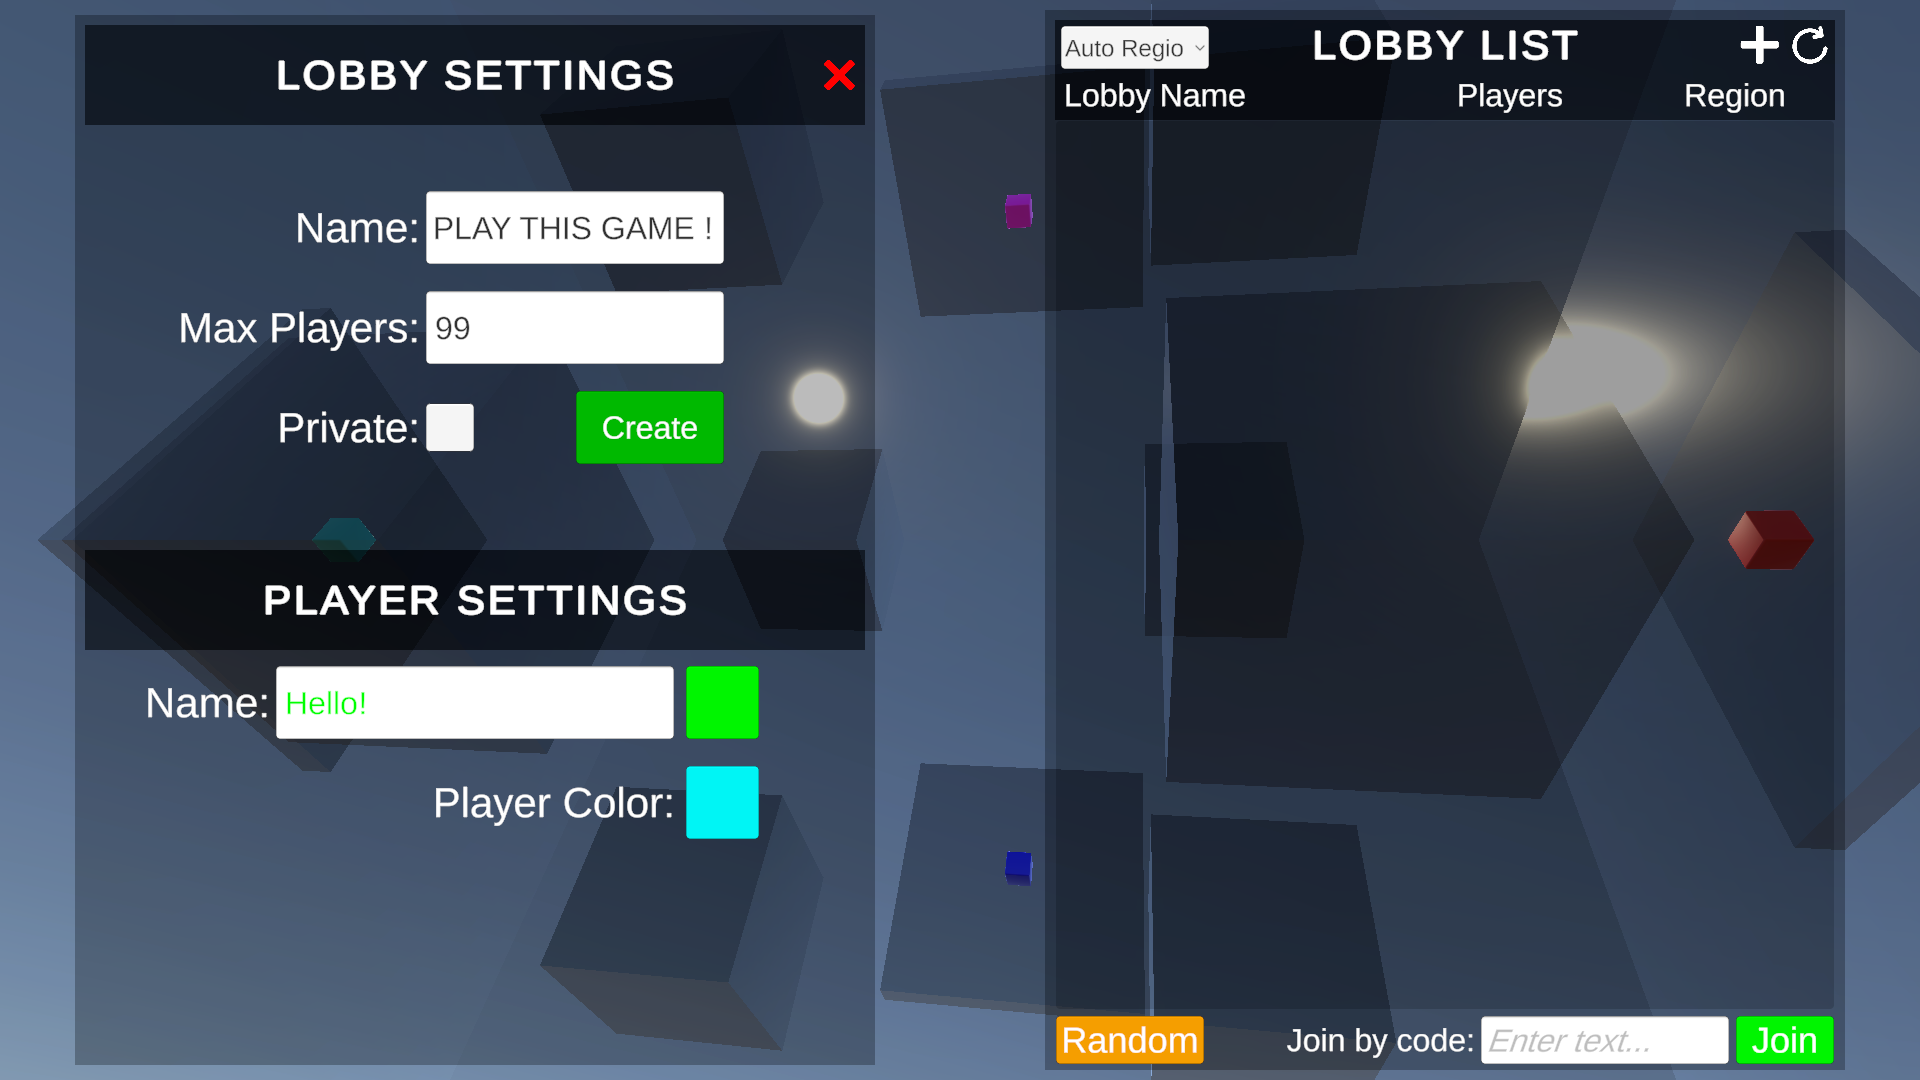 LOBBY SETTINGS
Name: PLAY THIS GAME !
Max Players: 99
Private:
Create
PLAYER SETTINGS
Name: Hello!
Player Color:
Auto Regio
LOBBY LIST
Lobby Name Players Region
Random
Join by code: Enter text...
Join